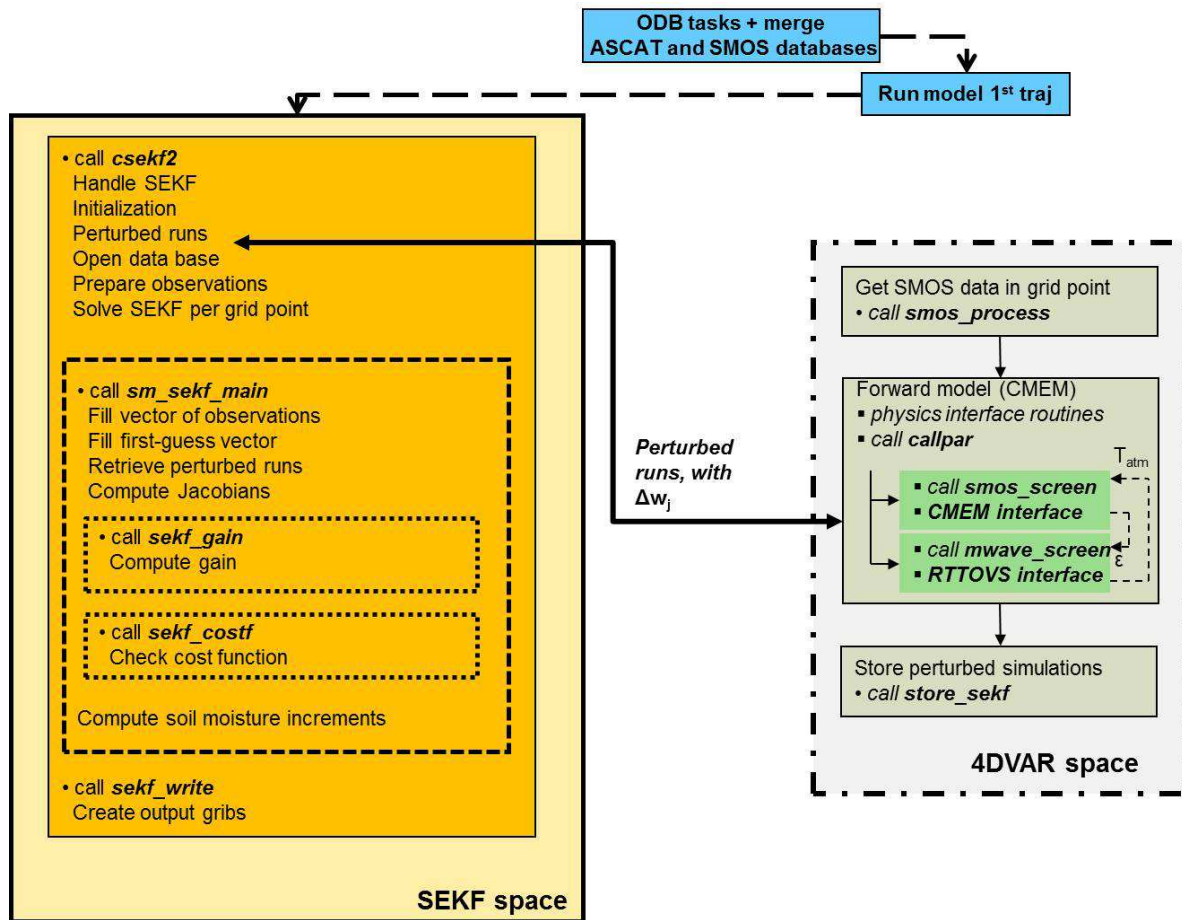 ODB tasks + merge
ASCAT and SMOS databases
Run model 1st traj
• call csekf2
Handle SEKF
Initialization
Perturbed runs
Open data base
Prepare observations
Solve SEKF per grid point
• call sm_sekf_main
Fill vector of observations
Fill first-guess vector
Retrieve perturbed runs
Compute Jacobians
• call sekf_gain
Compute gain
• call sekf_costf
Check cost function
Compute soil moisture increments
• call sekf_write
Create output gribs
SEKF space
Perturbed
runs, with
Δwj
Get SMOS data in grid point
• call smos_process
Forward model (CMEM)
▪ physics interface routines
▪ call callpar
Tatm
▪ call smos_screen
▪ CMEM interface
▪ call mwave_screen
ε
▪ RTTOVS interface
Store perturbed simulations
• call store_sekf
4DVAR space